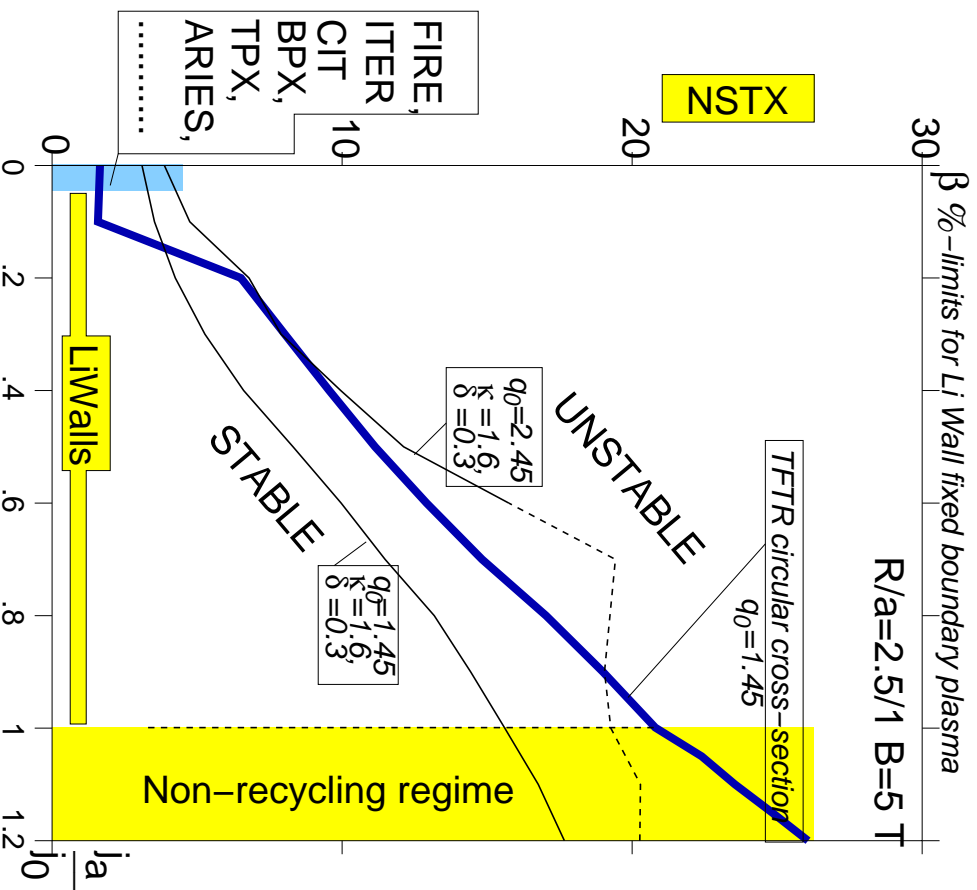 FIRE,
ITER
CIT
BPX,
TPX,
ARIES,
..........
NSTX
0
10
20
30
β %-limits for Li Wall fixed boundary plasma
R/a=2.5/1 B=5 T
TFTR circular cross-section
q0=1.45
UNSTABLE
q0=2.45
κ =1.6,
δ =0.3,
STABLE
q0=1.45
κ =1.6,
δ =0.3,
LiWalls
Non-recycling regime
0
.2
.4
.6
.8
1
1.2
ja
j0